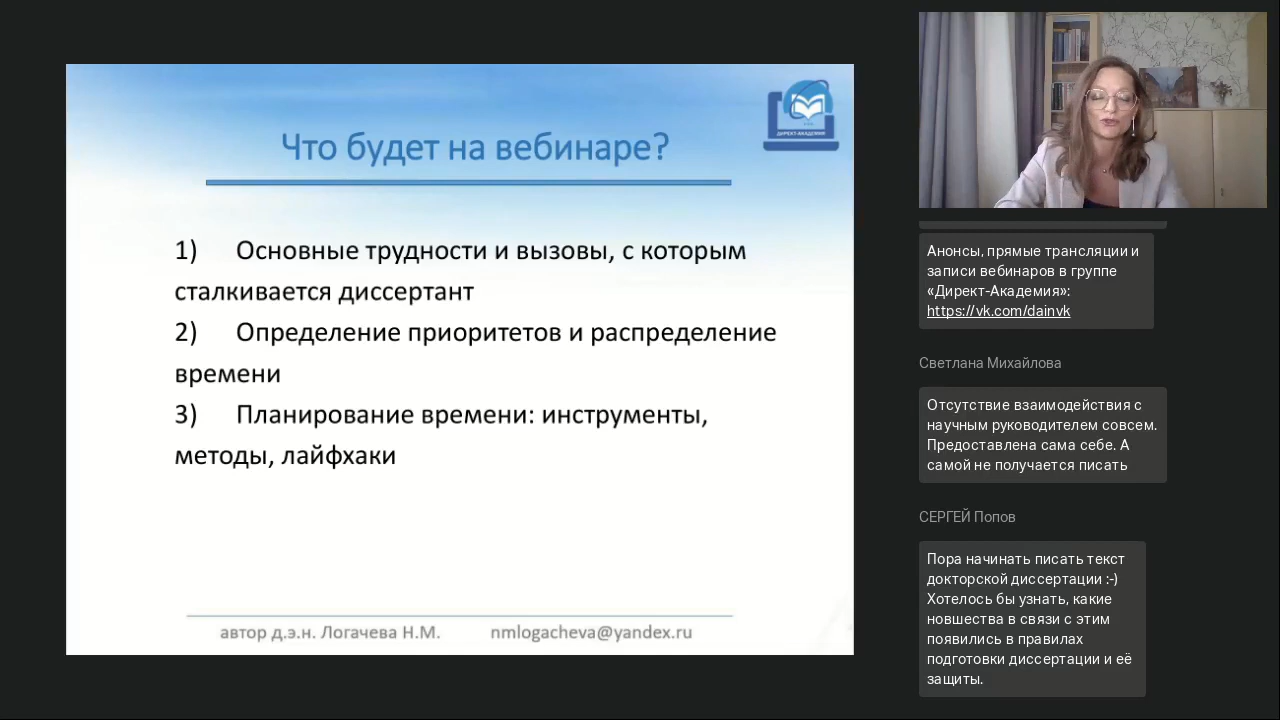 Что будет на вебинаре?
ДИРЕКТ-АКАДЕМИЯ
1) Основные трудности и вызовы, с которым
сталкивается диссертант
2) Определение приоритетов и распределение
времени
3) Планирование времени: инструменты,
методы, лайфхаки
автор д.э.н. Логачева Н.М. nmlogacheva@yandex.ru
Анонсы, прямые трансляции и
записи вебинаров в группе
«Директ-Академия»:
https://vk.com/dainvk
Светлана Михайлова
Отсутствие взаимодействия с
научным руководителем совсем.
Предоставлена сама себе. А
самой не получается писать
СЕРГЕЙ Попов
Пора начинать писать текст
докторской диссертации :-)
Хотелось бы узнать, какие
новшества в связи с этим
появились в правилах
подготовки диссертации и её
защиты.